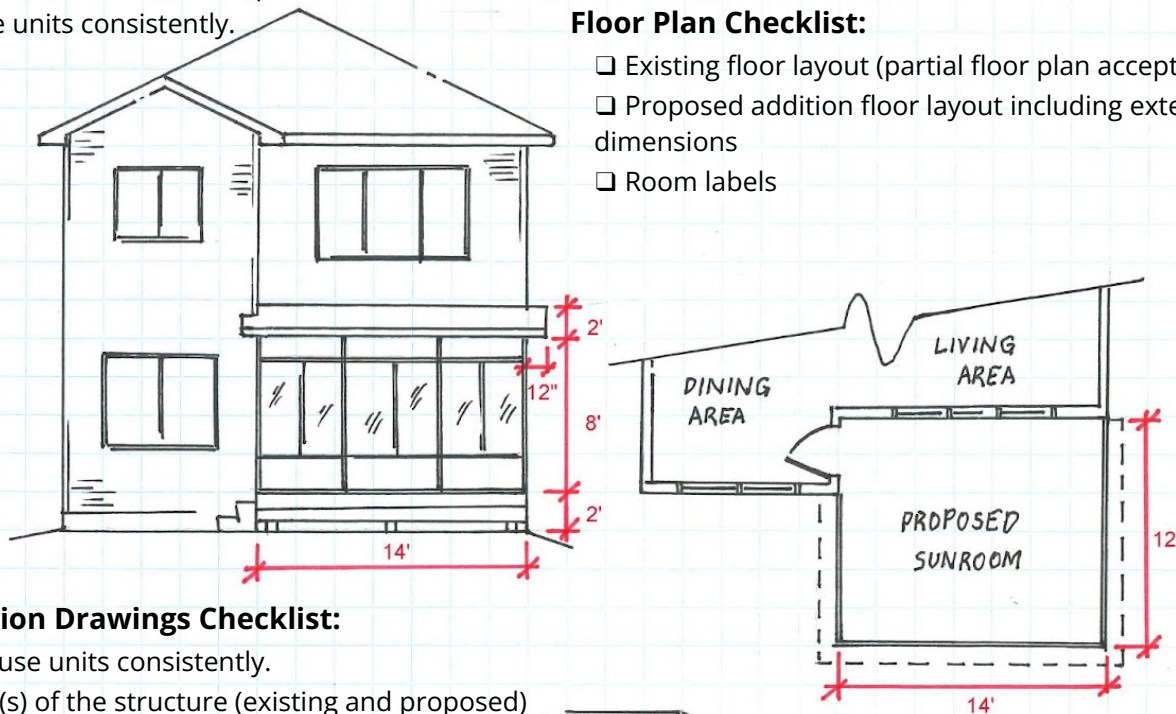 e units consistently.
Floor Plan Checklist:
❑ Existing floor layout (partial floor plan accept
❑ Proposed addition floor layout including exte
dimensions
❑ Room labels
2'
12"
8'
2'
14'
LIVING
AREA
DINING
AREA
PROPOSED
SUNROOM
12
14'
ion Drawings Checklist:
use units consistently.
(s) of the structure (existing and proposed)